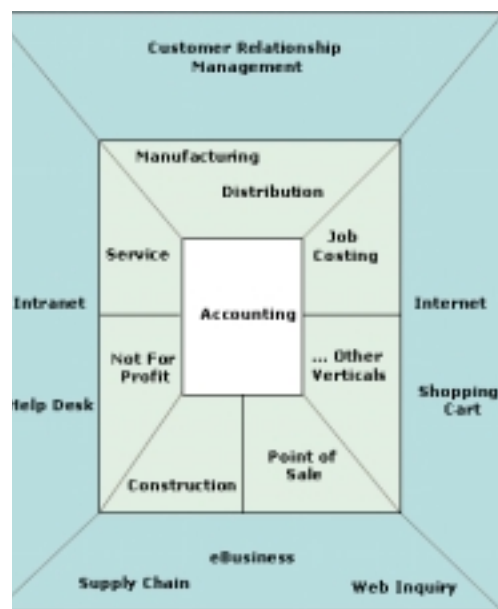 Customer Relationship
Management
Manufacturing
Distribution
Service
Job
Costing
Intranet
Accounting
Internet
Not For
Profit
... Other
Verticals
Help Desk
Shopping
Cart
Construction
Point of
Sale
eBusiness
Supply Chain
Web Inquiry